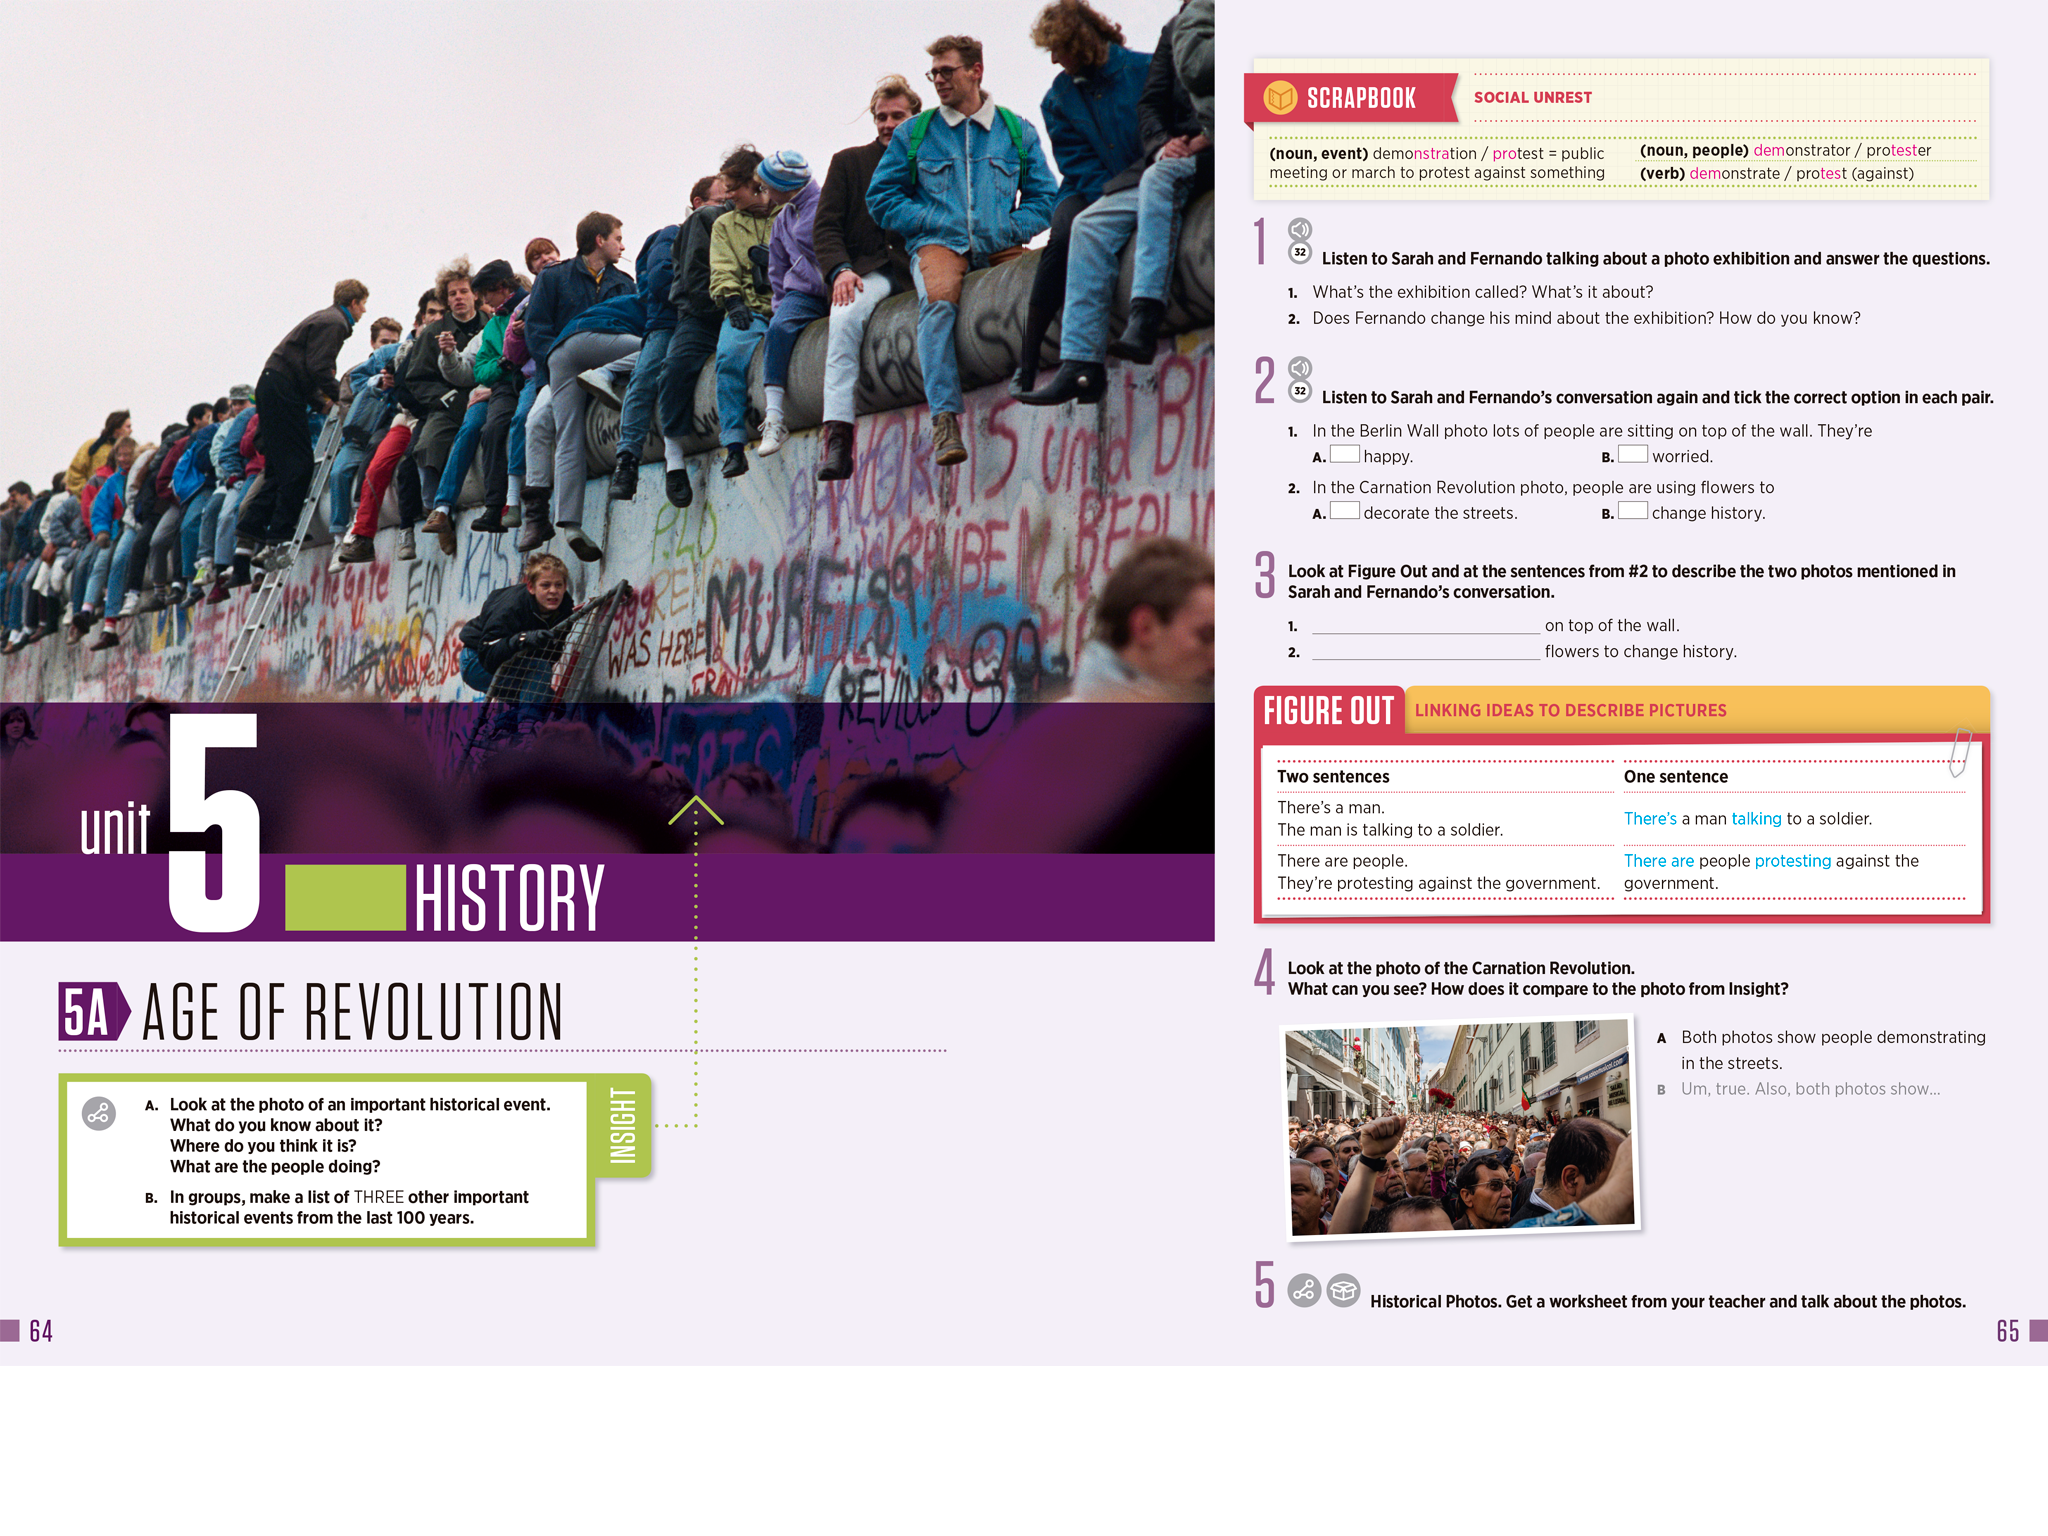 P.L.O
EIN
WAS HERE
unit 5
HISTORY
5A AGE OF REVOLUTION
INSIGHT
A. Look at the photo of an important historical event.
What do you know about it?
Where do you think it is?
What are the people doing?
B. In groups, make a list of THREE other important
historical events from the last 100 years.
64
SCRAPBOOK
SOCIAL UNREST
(noun, event) demonstration / protest = public
meeting or march to protest against something
(noun, people) demonstrator / protester
(verb) demonstrate / protest (against)
1
32
Listen to Sarah and Fernando talking about a photo exhibition and answer the questions.
1. What's the exhibition called? What's it about?
2. Does Fernando change his mind about the exhibition? How do you know?
2
32
Listen to Sarah and Fernando's conversation again and tick the correct option in each pair.
1. In the Berlin Wall photo lots of people are sitting on top of the wall. They're
A. happy. B. worried.
2. In the Carnation Revolution photo, people are using flowers to
A. decorate the streets. B. change history.
3
Look at Figure Out and at the sentences from #2 to describe the two photos mentioned in
Sarah and Fernando's conversation.
1. ______ on top of the wall.
2. ______ flowers to change history.
FIGURE OUT
LINKING IDEAS TO DESCRIBE PICTURES
Two sentences
One sentence
There's a man.
The man is talking to a soldier.
There's a man talking to a soldier.
There are people.
They're protesting against the government.
There are people protesting against the
government.
4
Look at the photo of the Carnation Revolution.
What can you see? How does it compare to the photo from Insight?
A Both photos show people demonstrating
in the streets.
B Um, true. Also, both photos show...
5
Historical Photos. Get a worksheet from your teacher and talk about the photos.
65